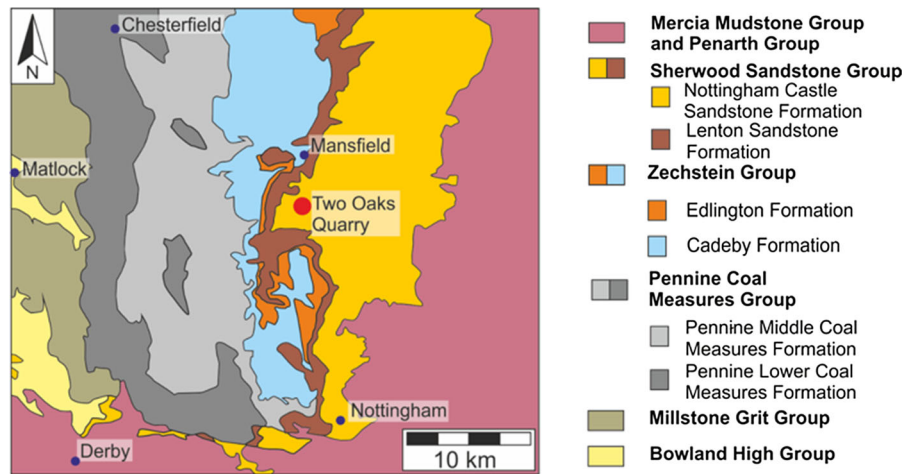 Chesterfield
N
Mansfield
Matlock
Two Oaks
Quarry
Nottingham
Derby
10 km
Mercia Mudstone Group
and Penarth Group
Sherwood Sandstone Group
Nottingham Castle
Sandstone Formation
Lenton Sandstone
Formation
Zechstein Group
Edlington Formation
Cadeby Formation
Pennine Coal
Measures Group
Pennine Middle Coal
Measures Formation
Pennine Lower Coal
Measures Formation
Millstone Grit Group
Bowland High Group